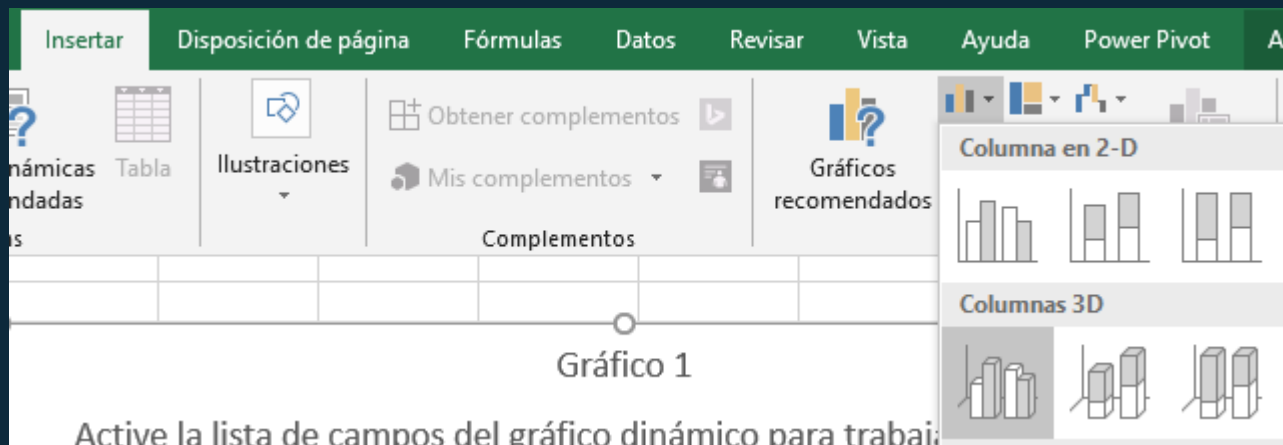 Insertar Disposición de página Fórmulas Datos Revisar Vista Ayuda Power Pivot A
námicas
ndadas
as
Tabla
Ilustraciones
Obtener complementos
Mis complementos
Complementos
Gráficos
recomendados
Columna en 2-D
Columnas 3D
Gráfico 1
Active la lista de campos del gráfico dinámico para trabaja